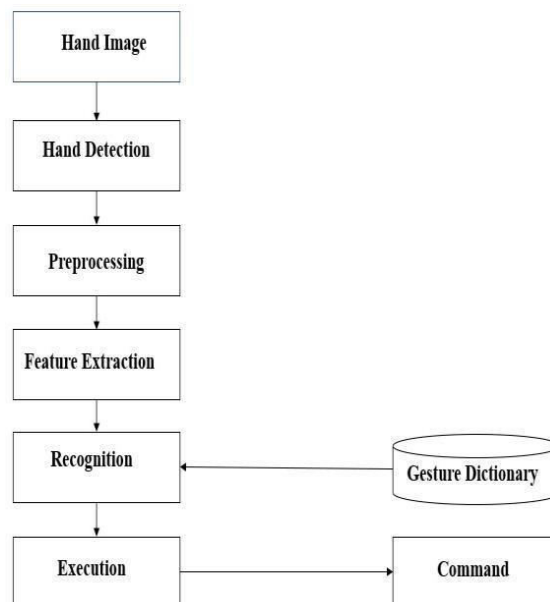 Hand Image
Hand Detection
Preprocessing
Feature Extraction
Recognition
Gesture Dictionary
Execution
Command